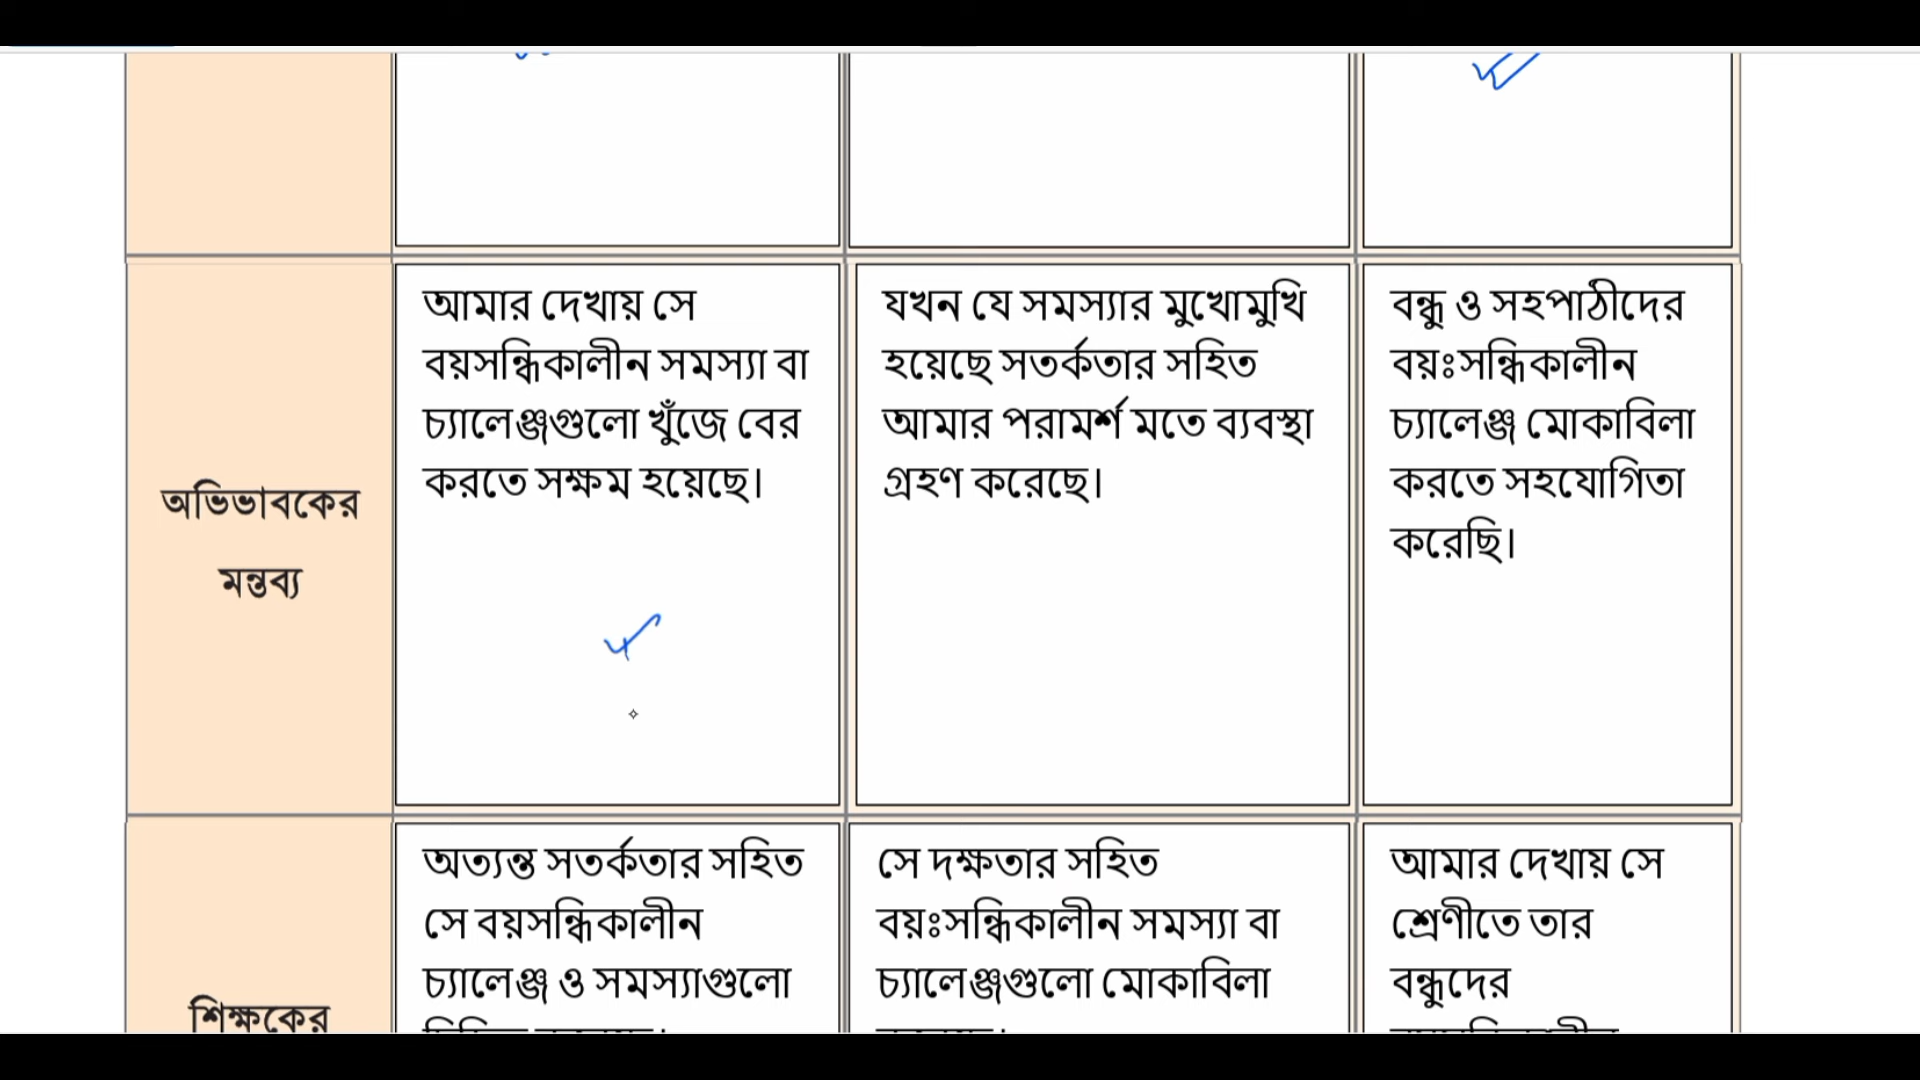 অভিভাবকের
মন্তব্য
আমার দেখায় সে
বয়সন্ধিকালীন সমস্যা বা
চ্যালেঞ্জগুলো খুঁজে বের
করতে সক্ষম হয়েছে।
যখন যে সমস্যার মুখোমুখি
হয়েছে সতর্কতার সহিত
আমার পরামর্শ মতে ব্যবস্থা
গ্রহণ করেছে।
বন্ধু ও সহপাঠীদের
বয়ঃসন্ধিকালীন
চ্যালেঞ্জ মোকাবিলা
করতে সহযোগিতা
করেছি।
শিক্ষকের
অত্যন্ত সতর্কতার সহিত
সে বয়সন্ধিকালীন
চ্যালেঞ্জ ও সমস্যাগুলো
সে দক্ষতার সহিত
বয়ঃসন্ধিকালীন সমস্যা বা
চ্যালেঞ্জগুলো মোকাবিলা
আমার দেখায় সে
শ্রেণীতে তার
বন্ধুদের